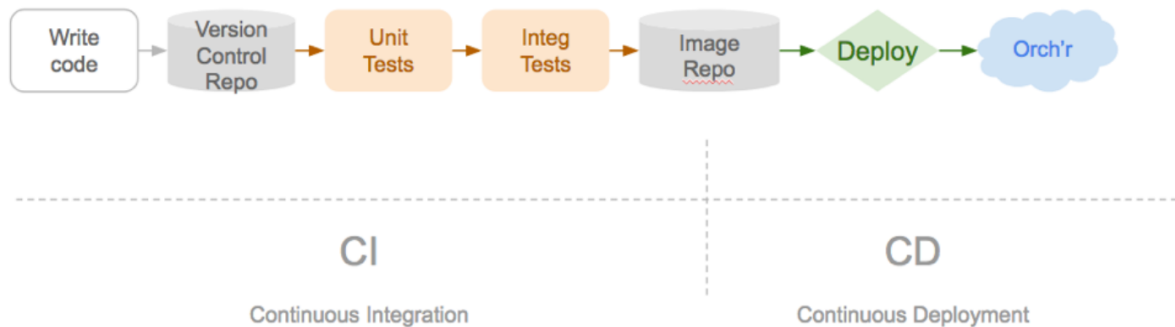 Write
code
Version
Control
Repo
Unit
Tests
Integ
Tests
Image
Repo
Deploy
Orch'r
CI
CD
Continuous Integration
Continuous Deployment